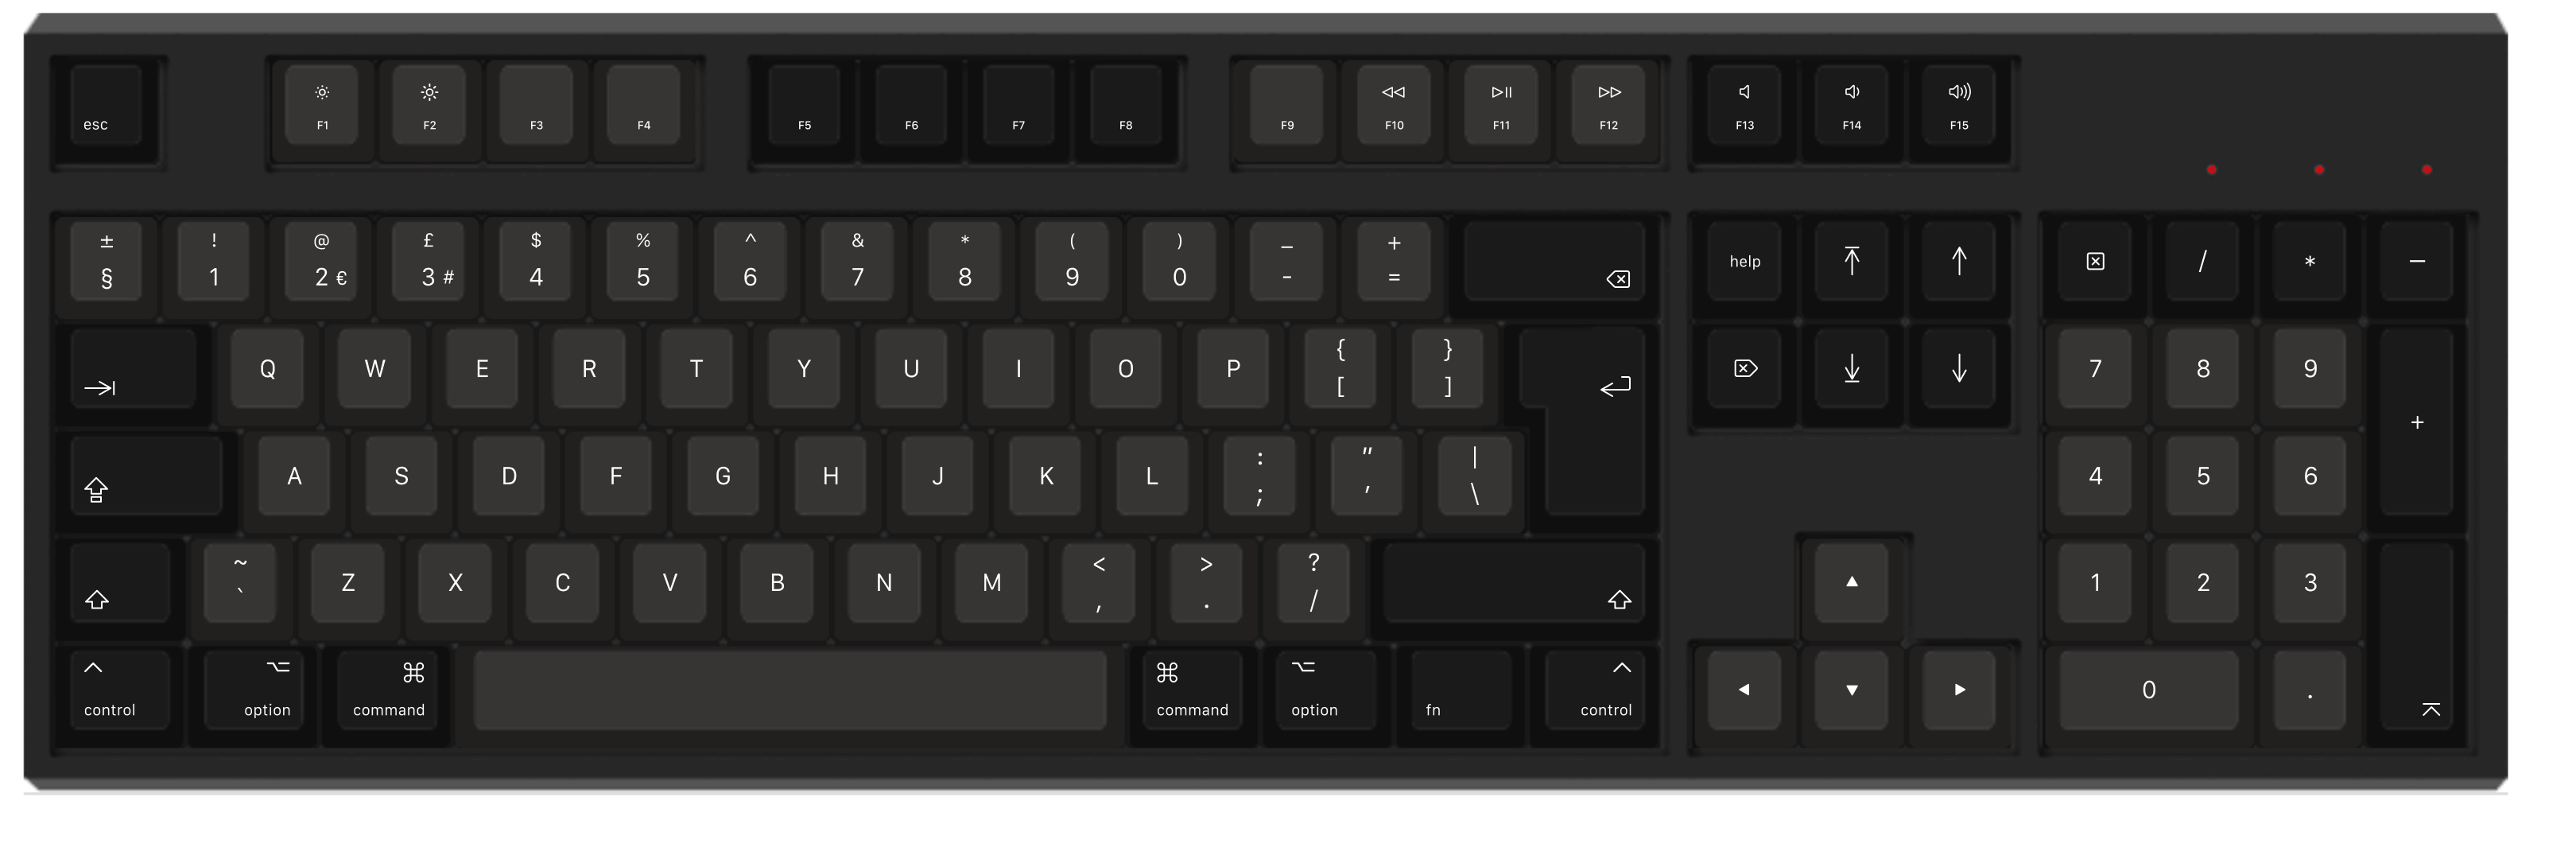 esc F1 F2 F3 F4 F5 F6 F7 F8 F9 F10 F11 F12 F13 F14 F15
± ! @ £ $ % ^ & * ( ) _ +
§ 1 2 € 3 # 4 5 6 7 8 9 0 - = help / * −
Q W E R T Y U I O P { } 7 8 9
[ ]
+
A S D F G H J K L : " | 4 5 6
; ' \
~ Z X C V B N M < > ? 1 2 3
` , . /
control option ⌘ command ⌘ command option fn control 0 .